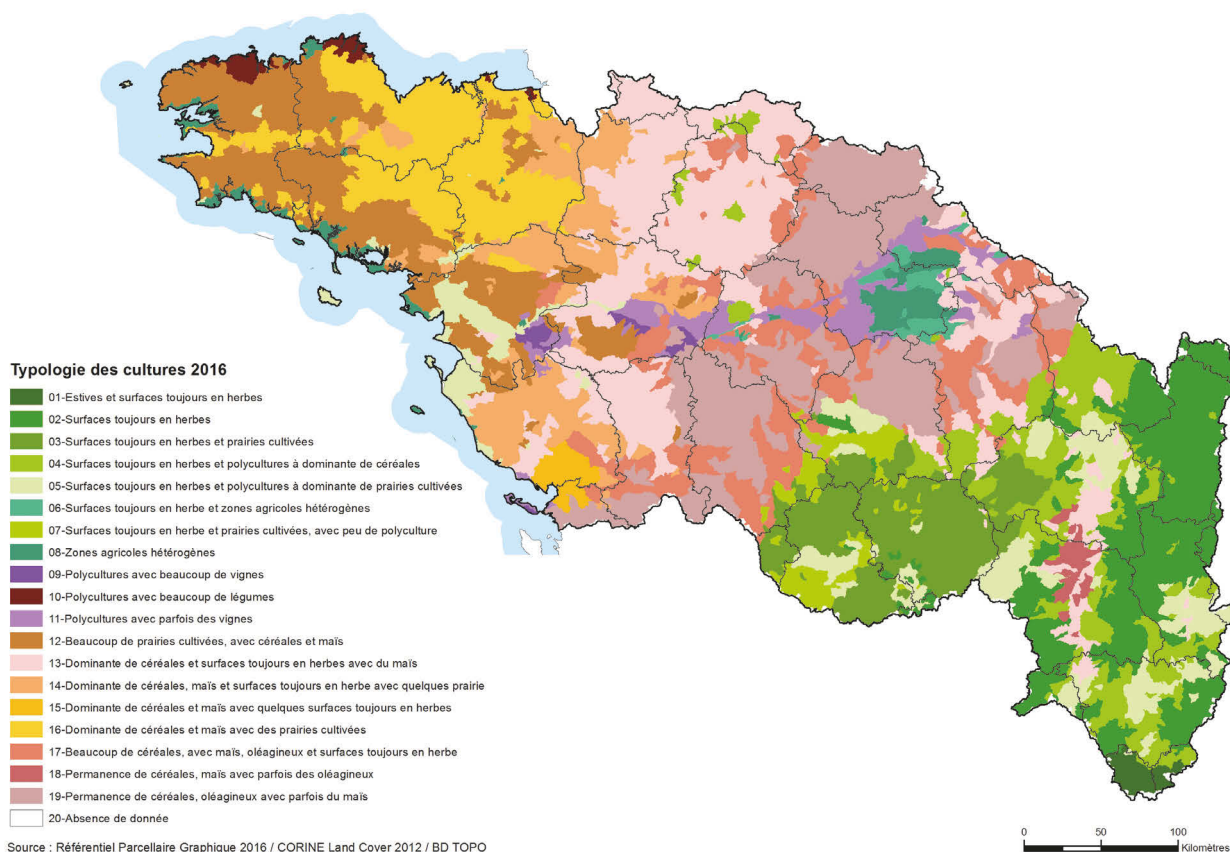 Typologie des cultures 2016
01-Estives et surfaces toujours en herbes
02-Surfaces toujours en herbes
03-Surfaces toujours en herbes et prairies cultivées
04-Surfaces toujours en herbes et polycultures à dominante de céréales
05-Surfaces toujours en herbes et polycultures à dominante de prairies cultivées
06-Surfaces toujours en herbe et zones agricoles hétérogènes
07-Surfaces toujours en herbe et prairies cultivées, avec peu de polyculture
08-Zones agricoles hétérogènes
09-Polycultures avec beaucoup de vignes
10-Polycultures avec beaucoup de légumes
11-Polycultures avec parfois des vignes
12-Beaucoup de prairies cultivées, avec céréales et maïs
13-Dominante de céréales et surfaces toujours en herbes avec du maïs
14-Dominante de céréales, maïs et surfaces toujours en herbe avec quelques prairie
15-Dominante de céréales et maïs avec quelques surfaces toujours en herbes
16-Dominante de céréales et maïs avec des prairies cultivées
17-Beaucoup de céréales, avec maïs, oléagineux et surfaces toujours en herbe
18-Permanence de céréales, maïs avec parfois des oléagineux
19-Permanence de céréales, oléagineux avec parfois du maïs
20-Absence de donnée
Source : Référentiel Parcellaire Graphique 2016 / CORINE Land Cover 2012 / BD TOPO
0 50 100
Kilomètres